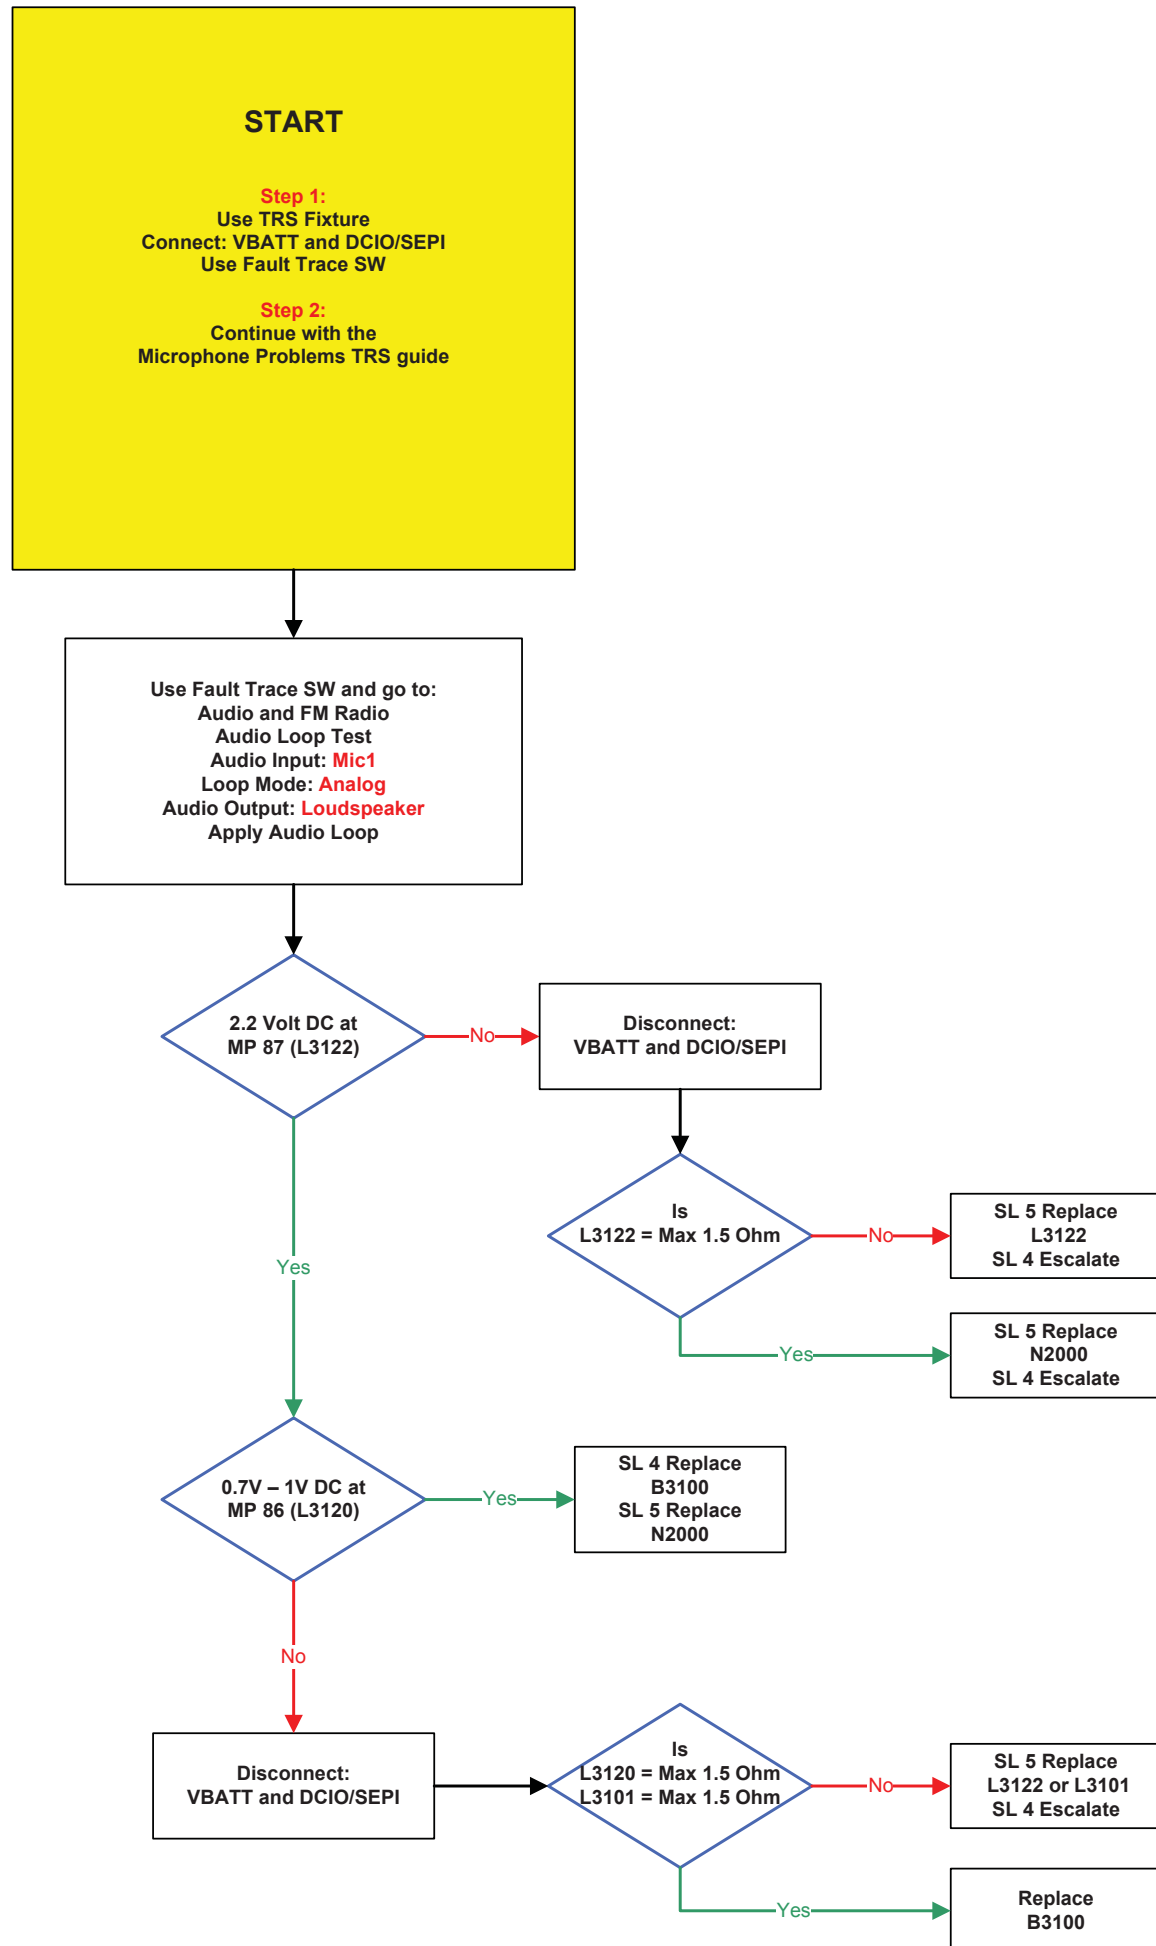 START
Step 1:
Use TRS Fixture
Connect: VBATT and DCIO/SEPI
Use Fault Trace SW
Step 2:
Continue with the
Microphone Problems TRS guide
Use Fault Trace SW and go to:
Audio and FM Radio
Audio Loop Test
Audio Input: Mic1
Loop Mode: Analog
Audio Output: Loudspeaker
Apply Audio Loop
2.2 Volt DC at
MP 87 (L3122)
No
Disconnect:
VBATT and DCIO/SEPI
Is
L3122 = Max 1.5 Ohm
No
SL 5 Replace
L3122
SL 4 Escalate
Yes
SL 5 Replace
N2000
SL 4 Escalate
Yes
0.7V – 1V DC at
MP 86 (L3120)
Yes
SL 4 Replace
B3100
SL 5 Replace
N2000
No
Disconnect:
VBATT and DCIO/SEPI
Is
L3120 = Max 1.5 Ohm
L3101 = Max 1.5 Ohm
No
SL 5 Replace
L3122 or L3101
SL 4 Escalate
Yes
Replace
B3100